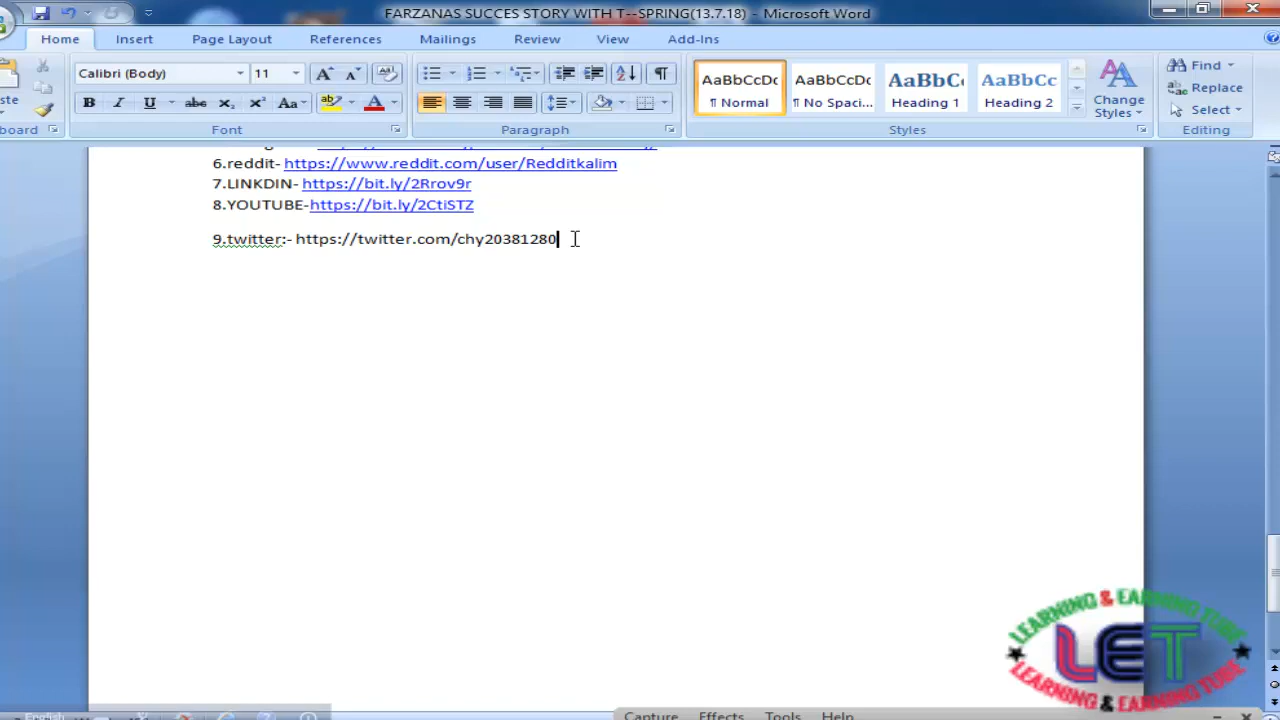 FARZANAS SUCCES STORY WITH T--SPRING(13.7.18) - Microsoft Word
Home Insert Page Layout References Mailings Review View Add-Ins
Calibri (Body) 11
AaBbCcDc AaBbCcDc AaBbCc AaBbCc
¶ Normal ¶ No Spaci... Heading 1 Heading 2
Change Styles
Find
Replace
Select
Font Paragraph Styles Editing
6.reddit- https://www.reddit.com/user/Redditkalim
7.LINKDIN- https://bit.ly/2Rrov9r
8.YOUTUBE-https://bit.ly/2CtiSTZ
9.twitter:- https://twitter.com/chy20381280
LEARNING & EARNING TUBE
LET
LEARNING & EARNING TUBE
English
Capture Effects Tools Help